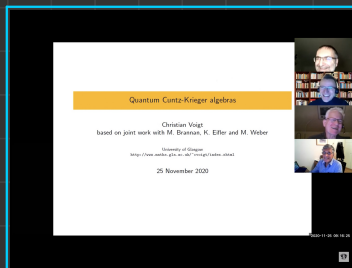 Quantum Cuntz-Krieger algebras
Christian Voigt
based on joint work with M. Brannan, K. Eifler and M. Weber
University of Glasgow
http://www.maths.gla.ac.uk/~cvoigt/index.xhtml
25 November 2020